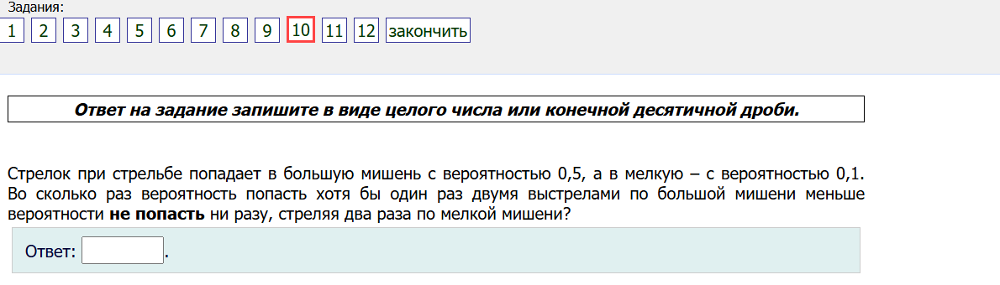 Задания:
1 2 3 4 5 6 7 8 9 10 11 12 закончить
Ответ на задание запишите в виде целого числа или конечной десятичной дроби.
Стрелок при стрельбе попадает в большую мишень с вероятностью 0,5, а в мелкую – с вероятностью 0,1.
Во сколько раз вероятность попасть хотя бы один раз двумя выстрелами по большой мишени меньше
вероятности не попасть ни разу, стреляя два раза по мелкой мишени?
Ответ: .